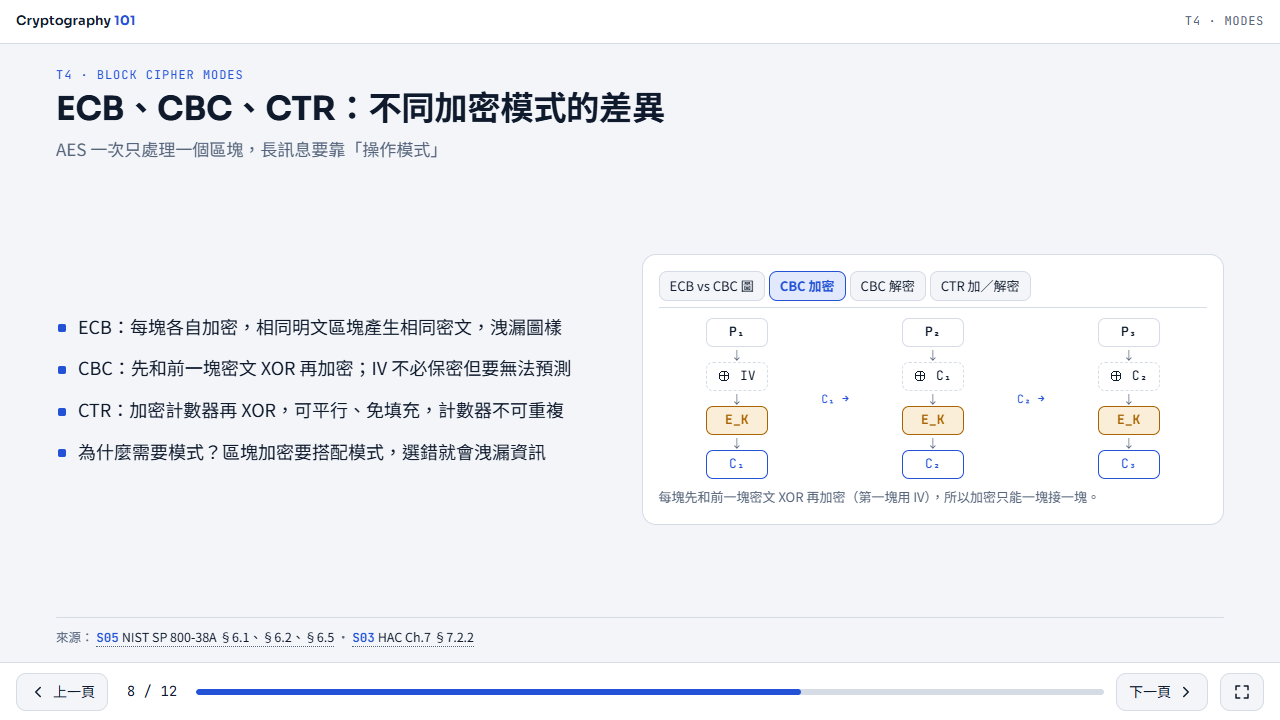 Cryptography 101
T4 · MODES
T4 · BLOCK CIPHER MODES
ECB、CBC、CTR：不同加密模式的差異
AES 一次只處理一個區塊，長訊息要靠「操作模式」
ECB：每塊各自加密，相同明文區塊產生相同密文，洩漏圖樣
CBC：先和前一塊密文 XOR 再加密；IV 不必保密但要無法預測
CTR：加密計數器再 XOR，可平行、免填充，計數器不可重複
為什麼需要模式？區塊加密要搭配模式，選錯就會洩漏資訊
ECB vs CBC 圖
CBC 加密
CBC 解密
CTR 加／解密
P₁ P₂ P₃
↓ ↓ ↓
⊕ IV ⊕ C₁ ⊕ C₂
↓ C₁ → ↓ C₂ → ↓
E_K E_K E_K
↓ ↓ ↓
C₁ C₂ C₃
每塊先和前一塊密文 XOR 再加密（第一塊用 IV），所以加密只能一塊接一塊。
來源： S05 NIST SP 800-38A §6.1、§6.2、§6.5 · S03 HAC Ch.7 §7.2.2
上一頁
8 / 12
下一頁